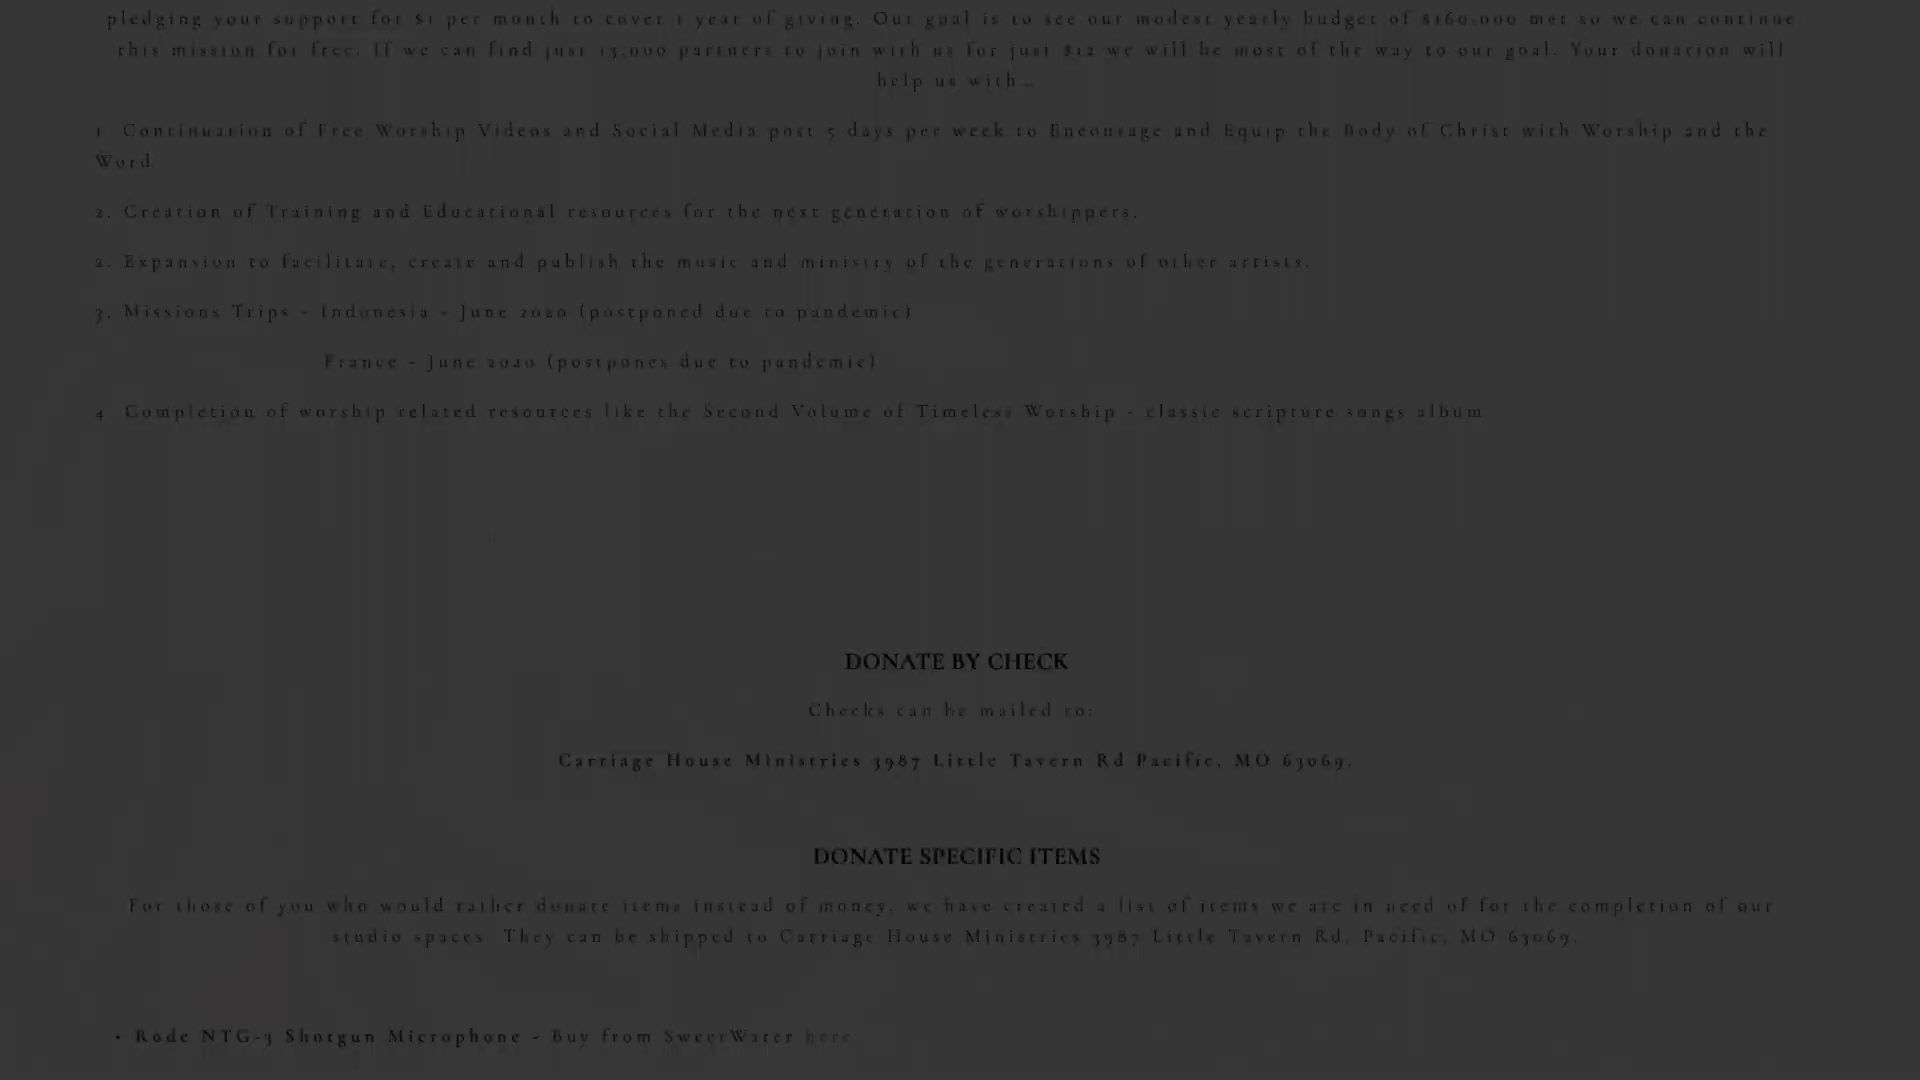 pledging your support for $1 per month to cover 1 year of giving. Our goal is to see our modest yearly budget of $160,000 met so we can continue
this mission for free. If we can find just 13,000 partners to join with us for just $12 we will be most of the way to our goal. Your donation will
help us with..
1. Continuation of Free Worship Videos and Social Media post 5 days per week to Encourage and Equip the Body of Christ with Worship and the
Word
2. Creation of Training and Educational resources for the next generation of worshippers.
2. Expansion to facilitate, create and publish the music and ministry of the generations of other artists.
3. Missions Trips - Indonesia - June 2020 (postponed due to pandemic)
France - June 2020 (postpones due to pandemic)
4. Completion of worship related resources like the Second Volume of Timeless Worship - classic scripture songs album
DONATE BY CHECK
Checks can be mailed to:
Carriage House Ministries 3987 Little Tavern Rd Pacific, MO 63069.
DONATE SPECIFIC ITEMS
For those of you who would rather donate items instead of money, we have created a list of items we are in need of for the completion of our
studio spaces. They can be shipped to Carriage House Ministries 3987 Little Tavern Rd, Pacific, MO 63069.
• Rode NTG-3 Shotgun Microphone - Buy from SweetWater here